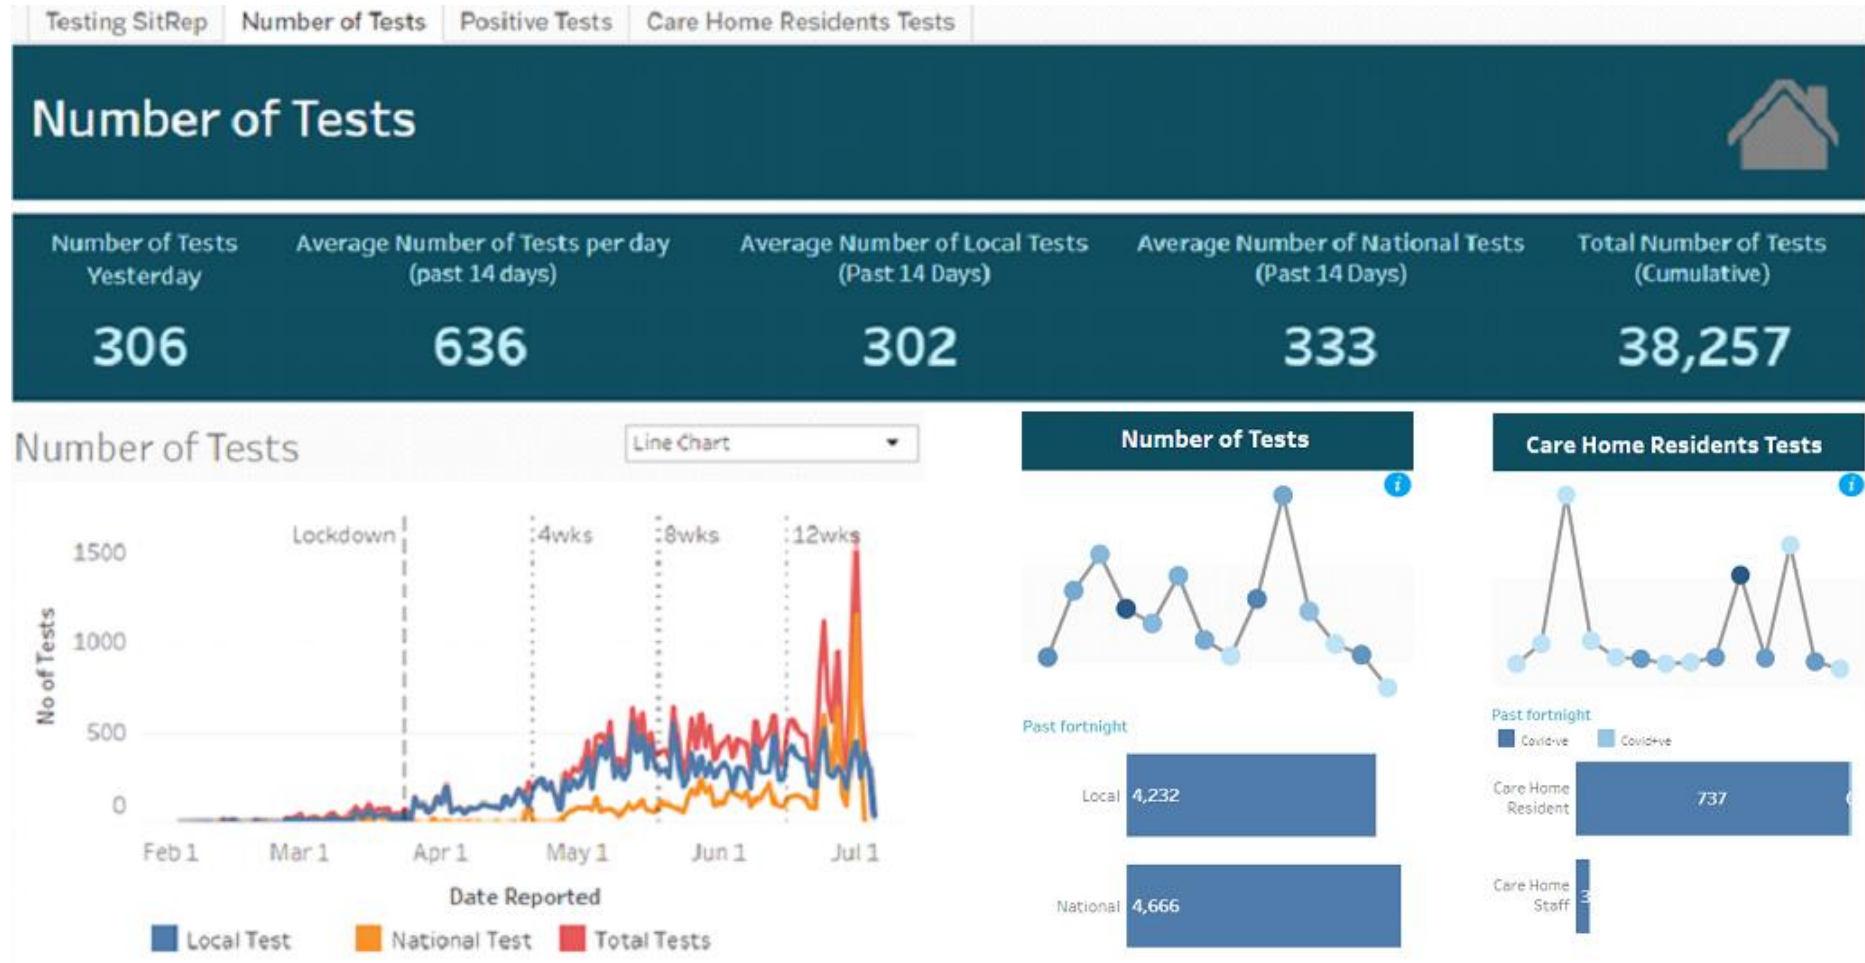 Testing SitRep
Number of Tests
Positive Tests
Care Home Residents Tests
Number of Tests
Number of Tests
Yesterday
306
Average Number of Tests per day
(past 14 days)
636
Average Number of Local Tests
(Past 14 Days)
302
Average Number of National Tests
(Past 14 Days)
333
Total Number of Tests
(Cumulative)
38,257
Number of Tests
Line Chart
Lockdown
4wks
8wks
12wks
1500
1000
500
0
No of Tests
Feb 1
Mar 1
Apr 1
May 1
Jun 1
Jul 1
Date Reported
Local Test
National Test
Total Tests
Number of Tests
i
Past fortnight
Local
4,232
National
4,666
Care Home Residents Tests
i
Past fortnight
Covid-ve
Covid+ve
Care Home
Resident
737
Care Home
Staff